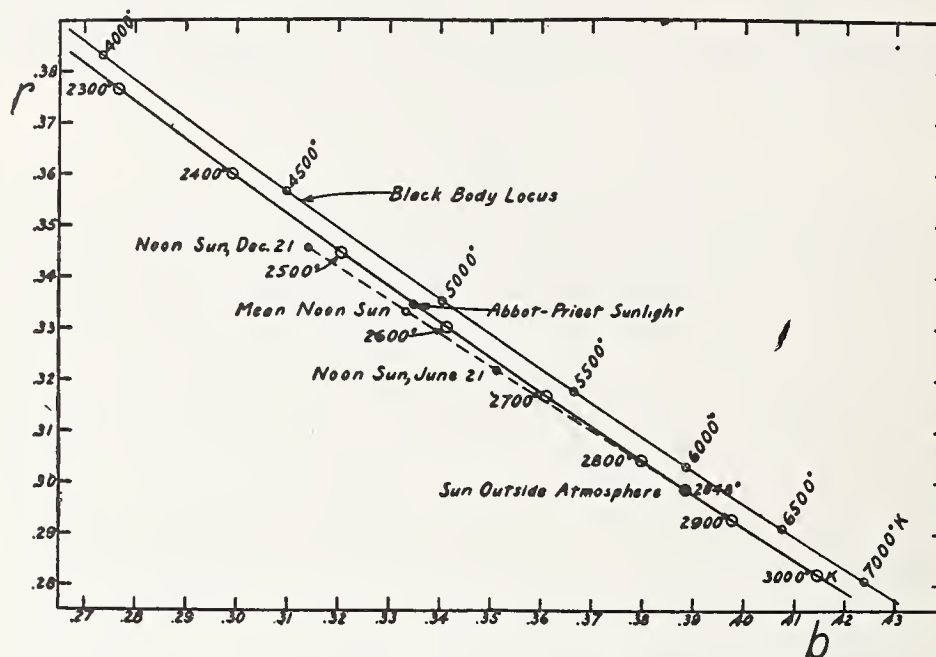 r
.38
.37
.36
.35
.34
.33
.32
.31
.30
.29
.28
4000°
2300°
4500°
2400°
Black Body Locus
Noon Sun, Dec. 21
2500°
5000°
Mean Noon Sun
Abbot-Priest Sunlight
2600°
Noon Sun, June 21
5500°
2700°
6000°
2800°
Sun Outside Atmosphere
2848°
6500°
2900°
7000°K
3000°K
.27 .28 .29 .30 .31 .32 .33 .34 .35 .36 .37 .38 .39 .40 .41 .42 .43
b